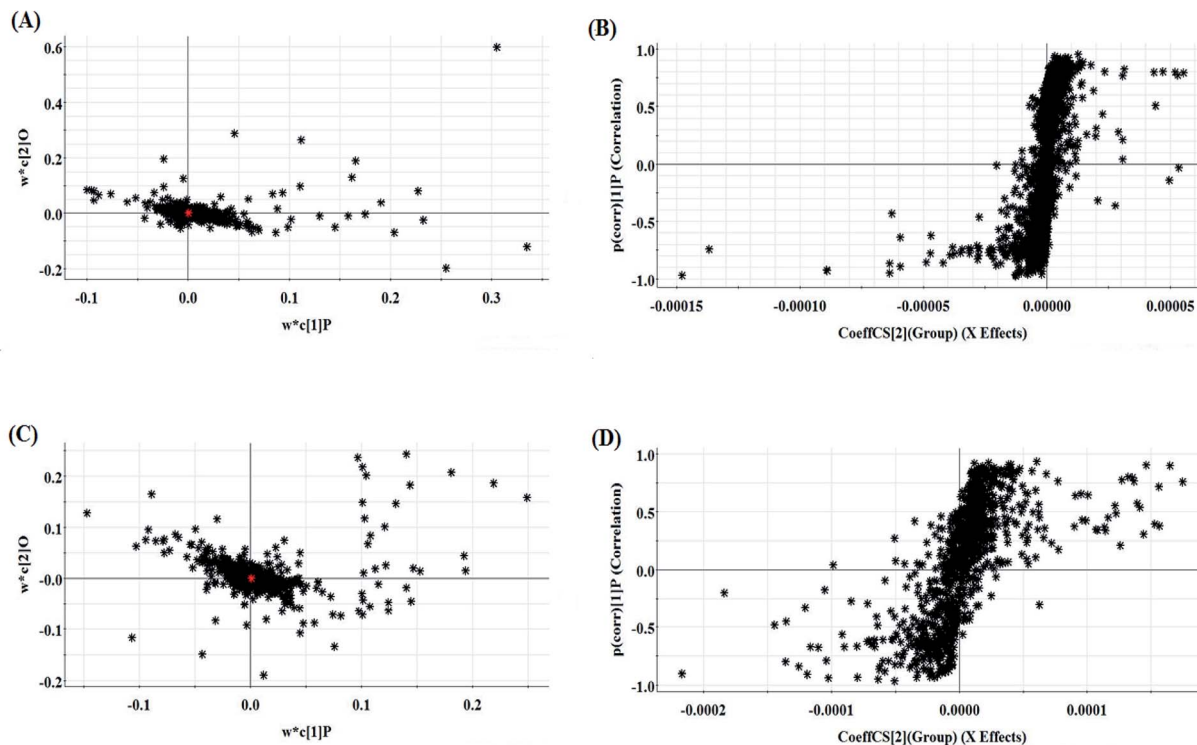 (A)
0.6
0.4
0.2
0.0
-0.2
w*c[2]O
-0.1 0.0 0.1 0.2 0.3
w*c[1]P
(B)
1.0
0.5
0.0
-0.5
-1.0
p(corr)[1]P (Correlation)
-0.00015 -0.00010 -0.00005 0.00000 0.00005
CoeffCS[2](Group) (X Effects)
(C)
0.2
0.1
-0.0
-0.1
-0.2
w*c[2]O
-0.1 0.0 0.1 0.2
w*c[1]P
(D)
1.0
0.5
0.0
-0.5
-1.0
p(corr)[1]P (Correlation)
-0.0002 -0.0001 0.0000 0.0001
CoeffCS[2](Group) (X Effects)